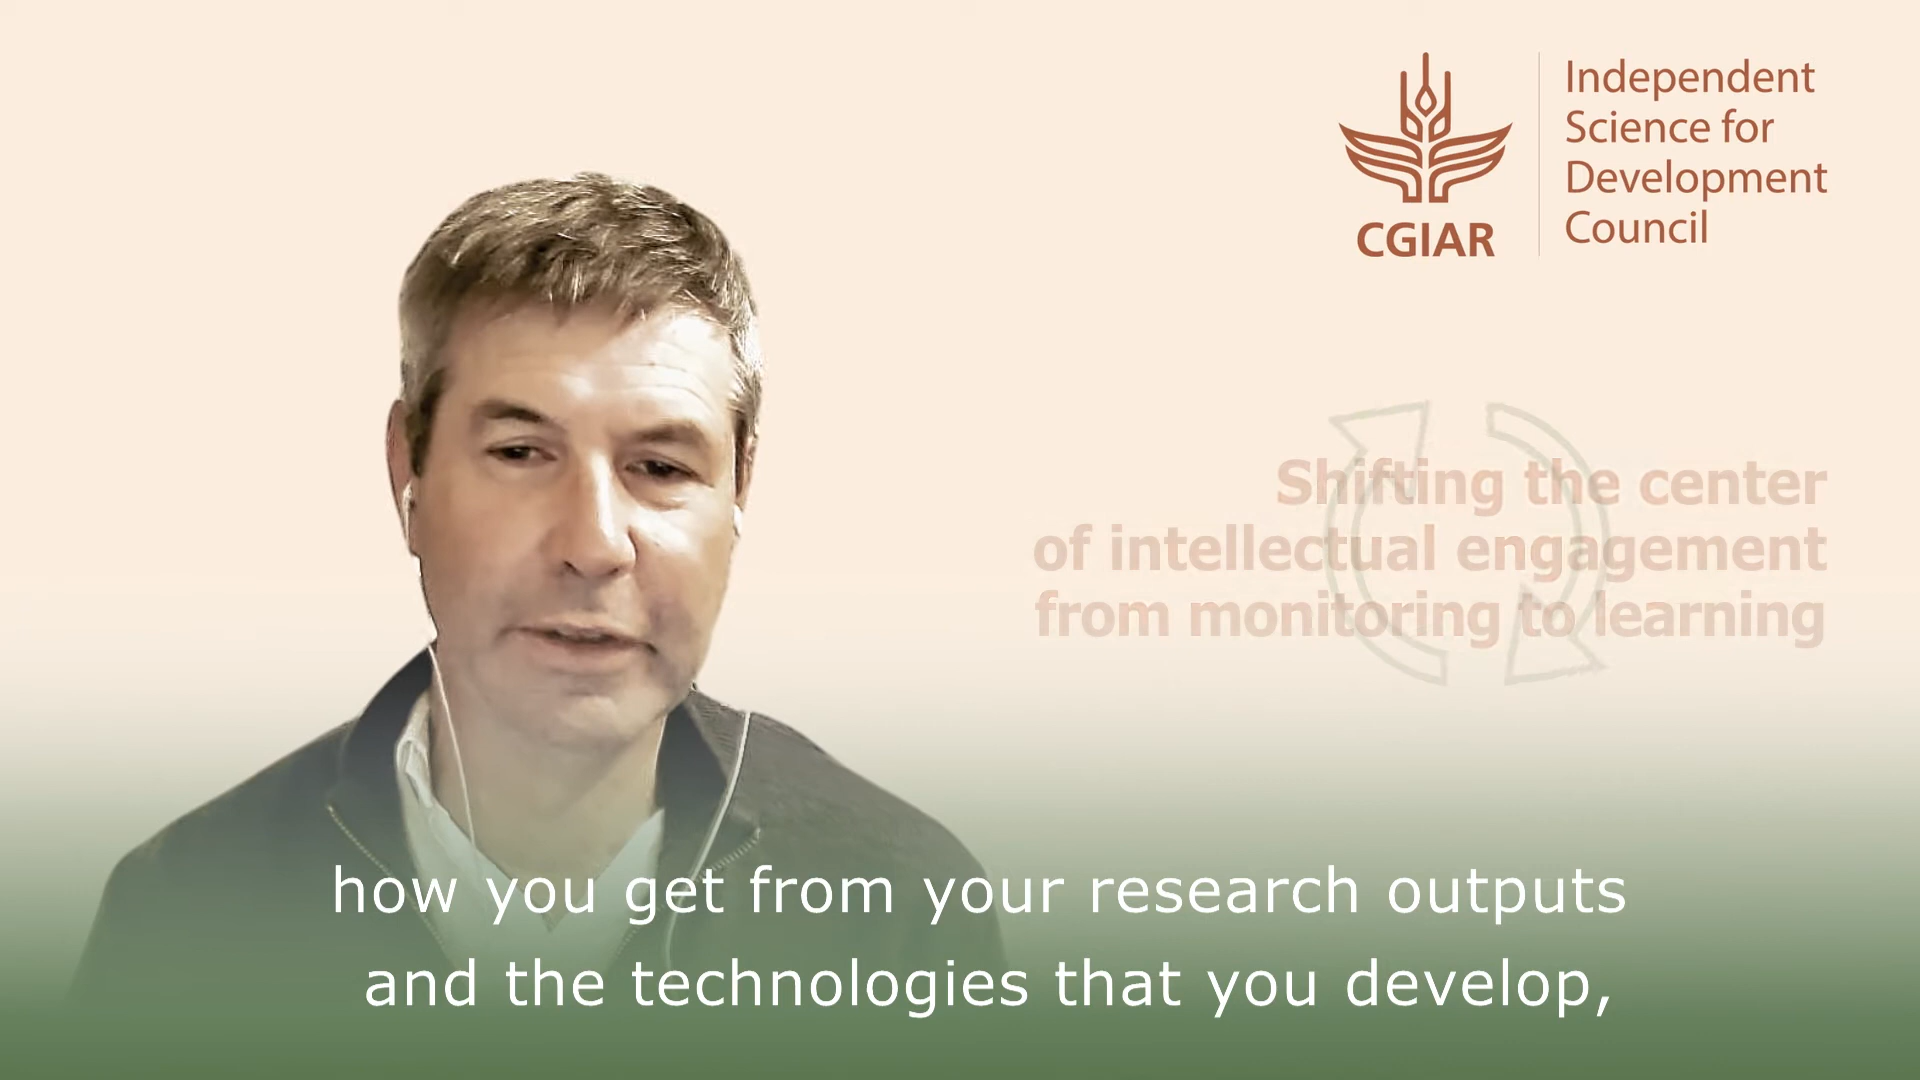 CGIAR
Independent
Science for
Development
Council
Shifting the center
of intellectual engagement
from monitoring to learning
how you get from your research outputs
and the technologies that you develop,